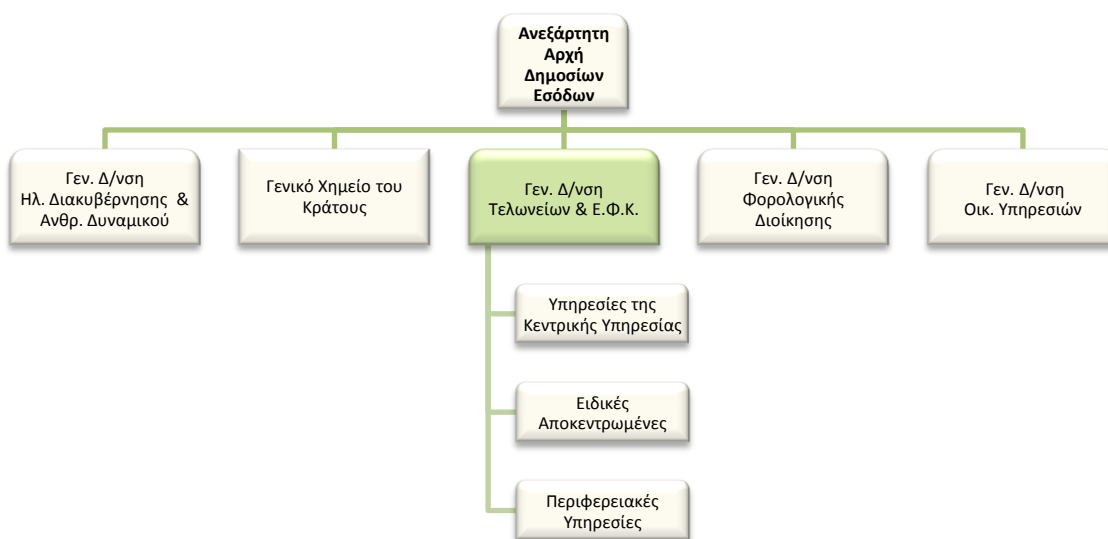 Ανεξάρτητη
Αρχή
Δημοσίων
Εσόδων
Γεν. Δ/νση
Ηλ. Διακυβέρνησης &
Ανθρ. Δυναμικού
Γενικό Χημείο του
Κράτους
Γεν. Δ/νση
Τελωνείων & Ε.Φ.Κ.
Γεν. Δ/νση
Φορολογικής
Διοίκησης
Γεν. Δ/νση
Οικ. Υπηρεσιών
Υπηρεσίες της
Κεντρικής Υπηρεσίας
Ειδικές
Αποκεντρωμένες
Περιφερειακές
Υπηρεσίες